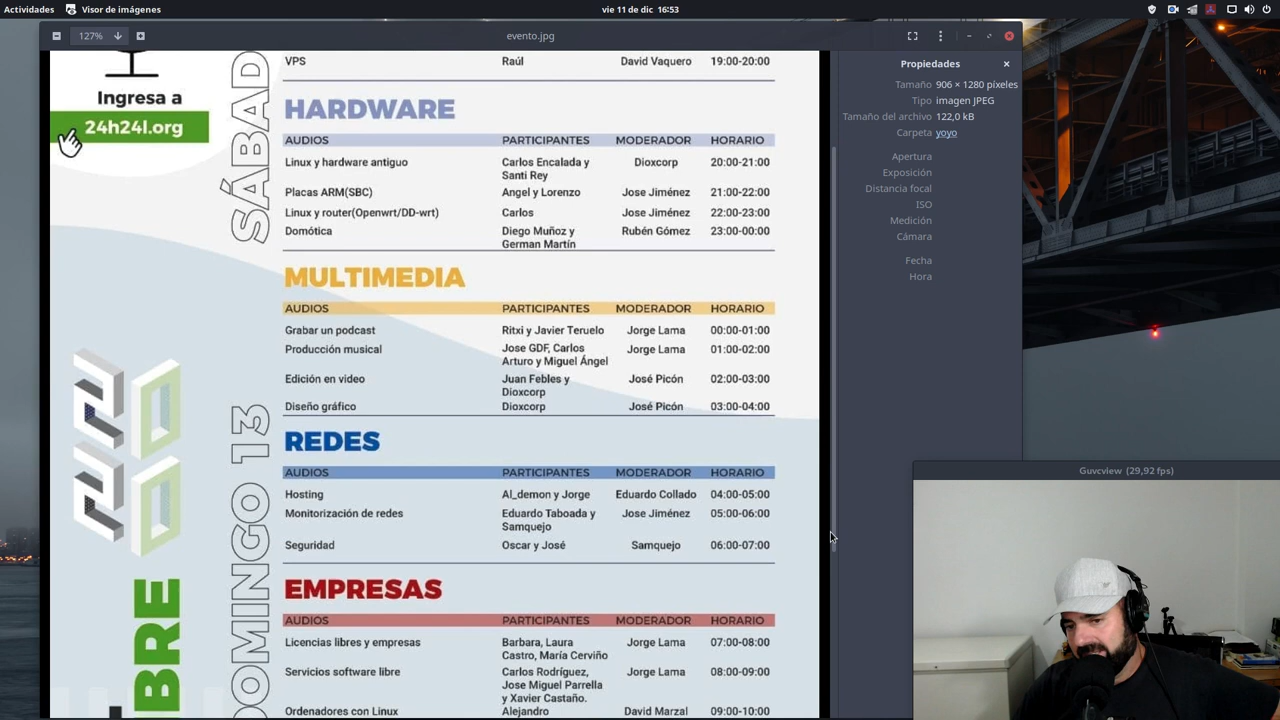 Actividades Visor de imágenes vie 11 de dic 16:53
127% evento.jpg
Ingresa a
24h24l.org
SÁBAD
DOMINGO 13
BRE
VPS Raúl David Vaquero 19:00-20:00
HARDWARE
AUDIOS PARTICIPANTES MODERADOR HORARIO
Linux y hardware antiguo Carlos Encalada y Dioxcorp 20:00-21:00
Santi Rey
Placas ARM(SBC) Angel y Lorenzo Jose Jiménez 21:00-22:00
Linux y router(Openwrt/DD-wrt) Carlos Jose Jiménez 22:00-23:00
Domótica Diego Muñoz y Rubén Gómez 23:00-00:00
German Martín
MULTIMEDIA
AUDIOS PARTICIPANTES MODERADOR HORARIO
Grabar un podcast Ritxi y Javier Teruelo Jorge Lama 00:00-01:00
Producción musical Jose GDF, Carlos Jorge Lama 01:00-02:00
Arturo y Miguel Ángel
Edición en video Juan Febles y José Picón 02:00-03:00
Dioxcorp
Diseño gráfico Dioxcorp José Picón 03:00-04:00
REDES
AUDIOS PARTICIPANTES MODERADOR HORARIO
Hosting Al_demon y Jorge Eduardo Collado 04:00-05:00
Monitorización de redes Eduardo Taboada y Jose Jiménez 05:00-06:00
Samquejo
Seguridad Oscar y José Samquejo 06:00-07:00
EMPRESAS
AUDIOS PARTICIPANTES MODERADOR HORARIO
Licencias libres y empresas Barbara, Laura Jorge Lama 07:00-08:00
Castro, María Cerviño
Servicios software libre Carlos Rodríguez, Jorge Lama 08:00-09:00
Jose Miguel Parrella
y Xavier Castaño.
Ordenadores con Linux Alejandro David Marzal 09:00-10:00
2020
Propiedades
Tamaño 906 × 1280 píxeles
Tipo imagen JPEG
Tamaño del archivo 122,0 kB
Carpeta yoyo
Apertura
Exposición
Distancia focal
ISO
Medición
Cámara
Fecha
Hora
Guvcview (29,92 fps)